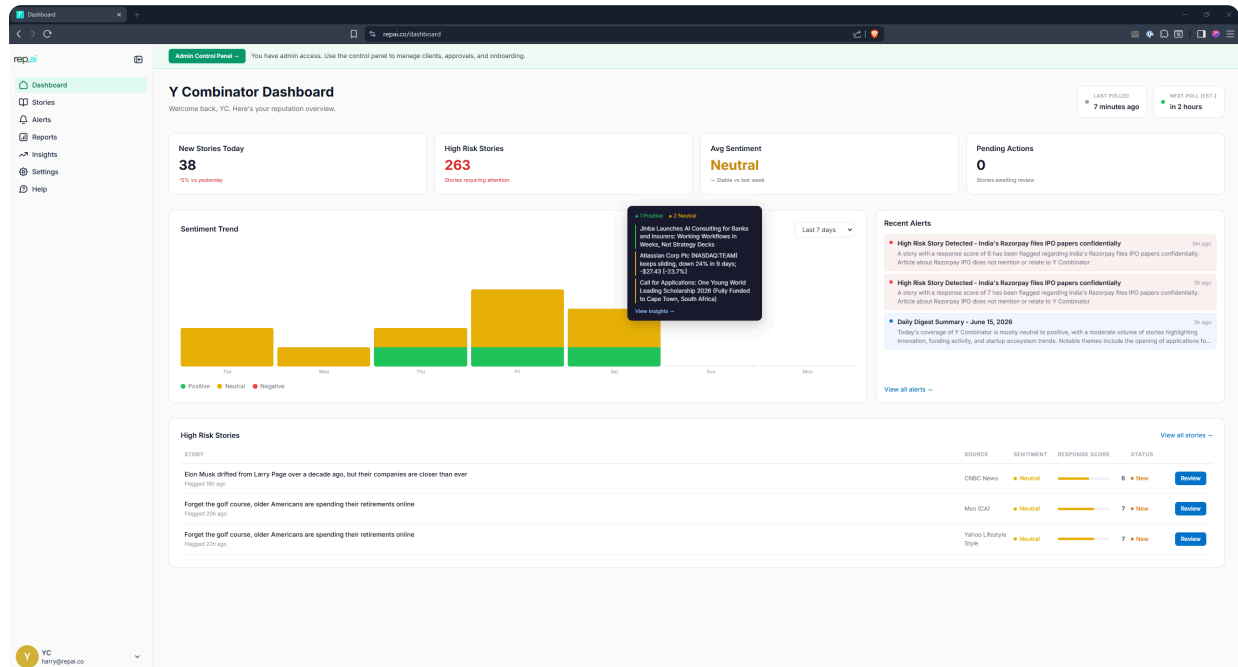 Dashboard
repai.co/dashboard
rep.ai
Admin Control Panel →
You have admin access. Use the control panel to manage clients, approvals, and onboarding.
Dashboard
Stories
Alerts
Reports
Insights
Settings
Help
Y Combinator Dashboard
Welcome back, YC. Here's your reputation overview.
LAST POLLED
7 minutes ago
NEXT POLL (EST.)
in 2 hours
New Stories Today
38
-5% vs yesterday
High Risk Stories
263
Stories requiring attention
Avg Sentiment
Neutral
→ Stable vs last week
Pending Actions
0
Stories awaiting review
Sentiment Trend
Last 7 days
1 Positive 2 Neutral
Jinba Launches AI Consulting for Banks
and Insurers: Working Workflows in
Weeks, Not Strategy Decks
Atlassian Corp Plc (NASDAQ:TEAM)
keeps sliding, down 24% in 9 days;
-$27.43 [-23.7%]
Call for Applications: One Young World
Leading Scholarship 2026 (Fully Funded
to Cape Town, South Africa)
View insights →
Tue
Wed
Thu
Fri
Sat
Sun
Mon
Positive
Neutral
Negative
Recent Alerts
High Risk Story Detected - India's Razorpay files IPO papers confidentially
5m ago
A story with a response score of 6 has been flagged regarding India's Razorpay files IPO papers confidentially.
Article about Razorpay IPO does not mention or relate to Y Combinator
High Risk Story Detected - India's Razorpay files IPO papers confidentially
2h ago
A story with a response score of 7 has been flagged regarding India's Razorpay files IPO papers confidentially.
Article about Razorpay IPO does not mention or relate to Y Combinator
Daily Digest Summary - June 15, 2026
3h ago
Today's coverage of Y Combinator is mostly neutral to positive, with a moderate volume of stories highlighting
innovation, funding activity, and startup ecosystem trends. Notable themes include the opening of applications fo...
View all alerts →
High Risk Stories
View all stories →
STORY
SOURCE
SENTIMENT
RESPONSE SCORE
STATUS
Elon Musk drifted from Larry Page over a decade ago, but their companies are closer than ever
Flagged 19h ago
CNBC News
Neutral
6
New
Review
Forget the golf course, older Americans are spending their retirements online
Flagged 20h ago
Msn (CA)
Neutral
7
New
Review
Forget the golf course, older Americans are spending their retirements online
Flagged 22h ago
Yahoo Lifestyle
Style
Neutral
7
New
Review
Y
YC
harry@repai.co